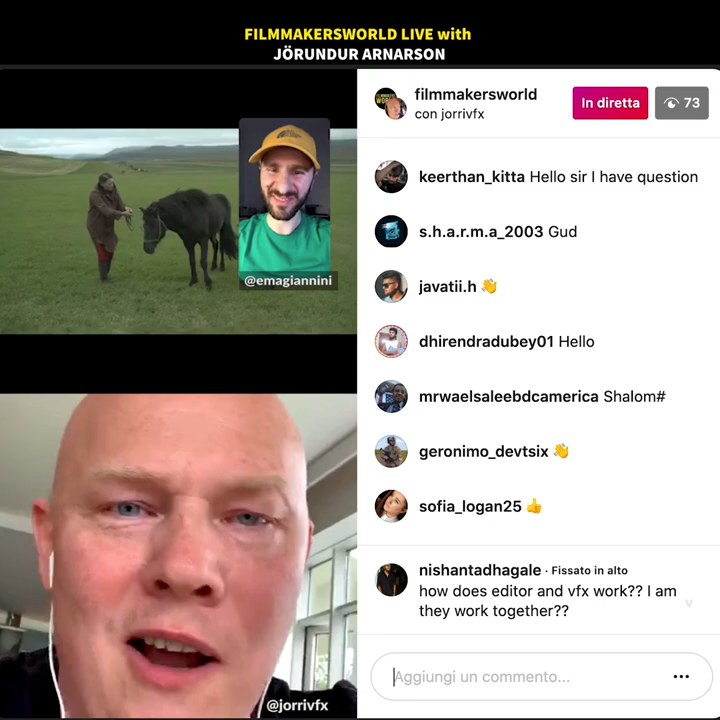 FILMMAKERSWORLD LIVE with
JÖRUNDUR ARNARSON
@emagiannini
@jorrivfx
filmmakersworld
con jorrivfx
In diretta
73
keerthan_kitta Hello sir I have question
s.h.a.r.m.a_2003 Gud
javatii.h 👋
dhirendradubey01 Hello
mrwaelsaleebdcamerica Shalom#
geronimo_devtsix 👋
sofia_logan25 👍
nishantadhagale · Fissato in alto
how does editor and vfx work?? I am
they work together??
Aggiungi un commento...